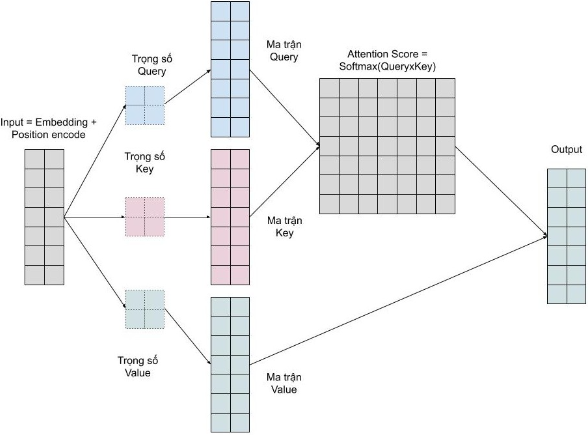 Trọng số
Query
Ma trận
Query
Attention Score =
Softmax(QueryxKey)
Input = Embedding +
Position encode
Trọng số
Key
Output
Ma trận
Key
Trọng số
Value
Ma trận
Value